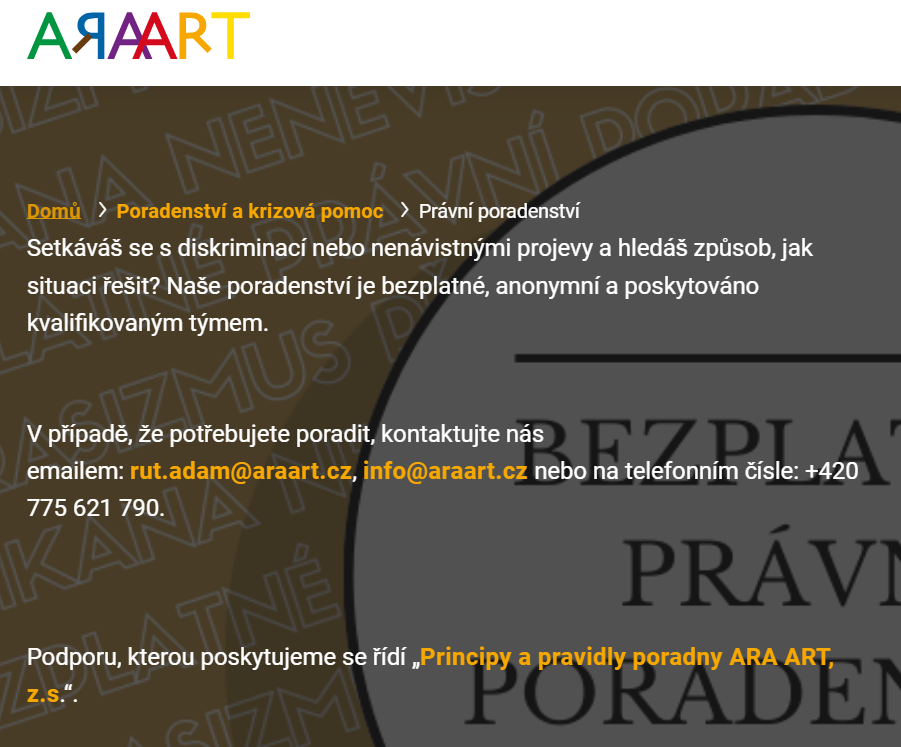 ARAART
Domů > Poradenství a krizová pomoc > Právní poradenství
Setkáváš se s diskriminací nebo nenávistnými projevy a hledáš způsob, jak
situaci řešit? Naše poradenství je bezplatné, anonymní a poskytováno
kvalifikovaným týmem.
V případě, že potřebujete poradit, kontaktujte nás
emailem: rut.adam@araart.cz, info@araart.cz nebo na telefonním čísle: +420
775 621 790.
Podporu, kterou poskytujeme se řídí „Principy a pravidly poradny ARA ART,
z.s.“.
BEZPLAT
PRÁVN
PORADEN